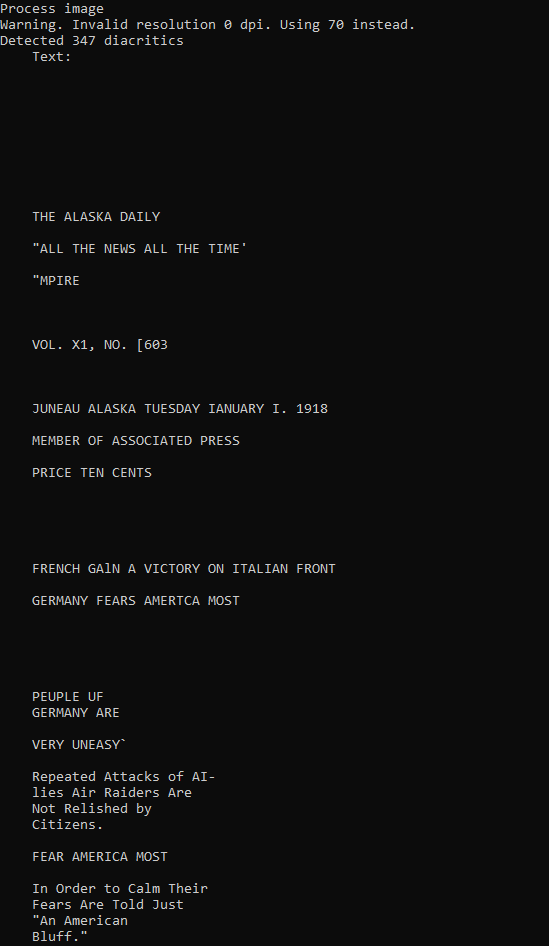 Process image
Warning. Invalid resolution 0 dpi. Using 70 instead.
Detected 347 diacritics
Text:
THE ALASKA DAILY
"ALL THE NEWS ALL THE TIME'
"MPIRE
VOL. X1, NO. [603
JUNEAU ALASKA TUESDAY IANUARY I. 1918
MEMBER OF ASSOCIATED PRESS
PRICE TEN CENTS
FRENCH GAlN A VICTORY ON ITALIAN FRONT
GERMANY FEARS AMERTCA MOST
PEUPLE UF
GERMANY ARE
VERY UNEASY`
Repeated Attacks of AI-
lies Air Raiders Are
Not Relished by
Citizens.
FEAR AMERICA MOST
In Order to Calm Their
Fears Are Told Just
"An American
Bluff."